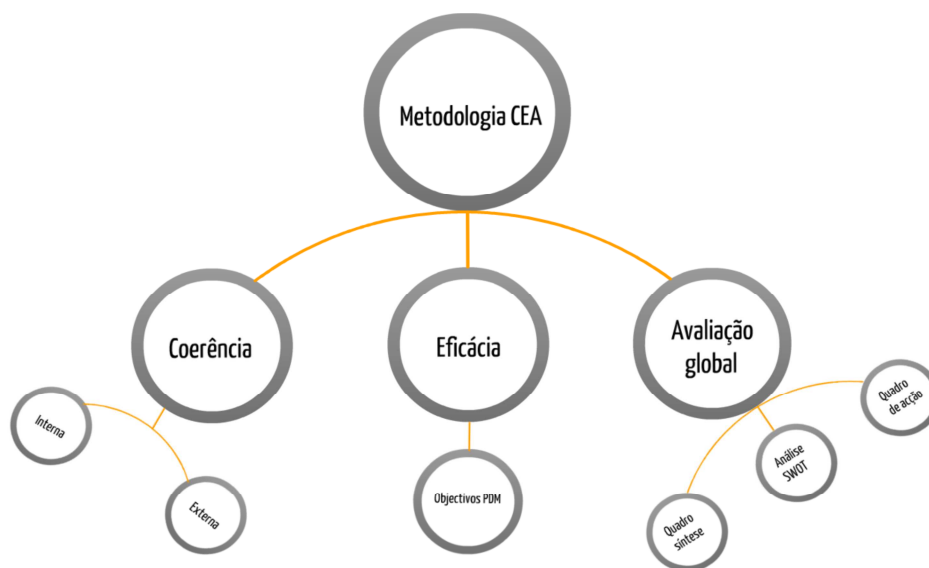 Metodologia CEA
Coerência
Eficácia
Avaliação
global
Interna
Externa
Objectivos PDM
Quadro
síntese
Análise
SWOT
Quadro
de acção